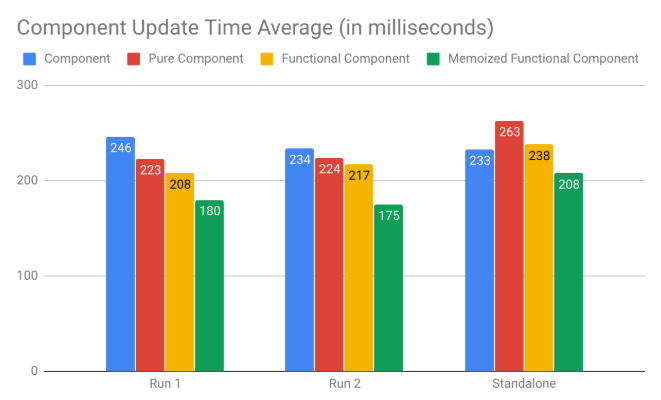 Component Update Time Average (in milliseconds)
Component Pure Component Functional Component Memoized Functional Component
300
200
100
0
246 223 208 180
234 224 217 175
233 263 238 208
Run 1 Run 2 Standalone